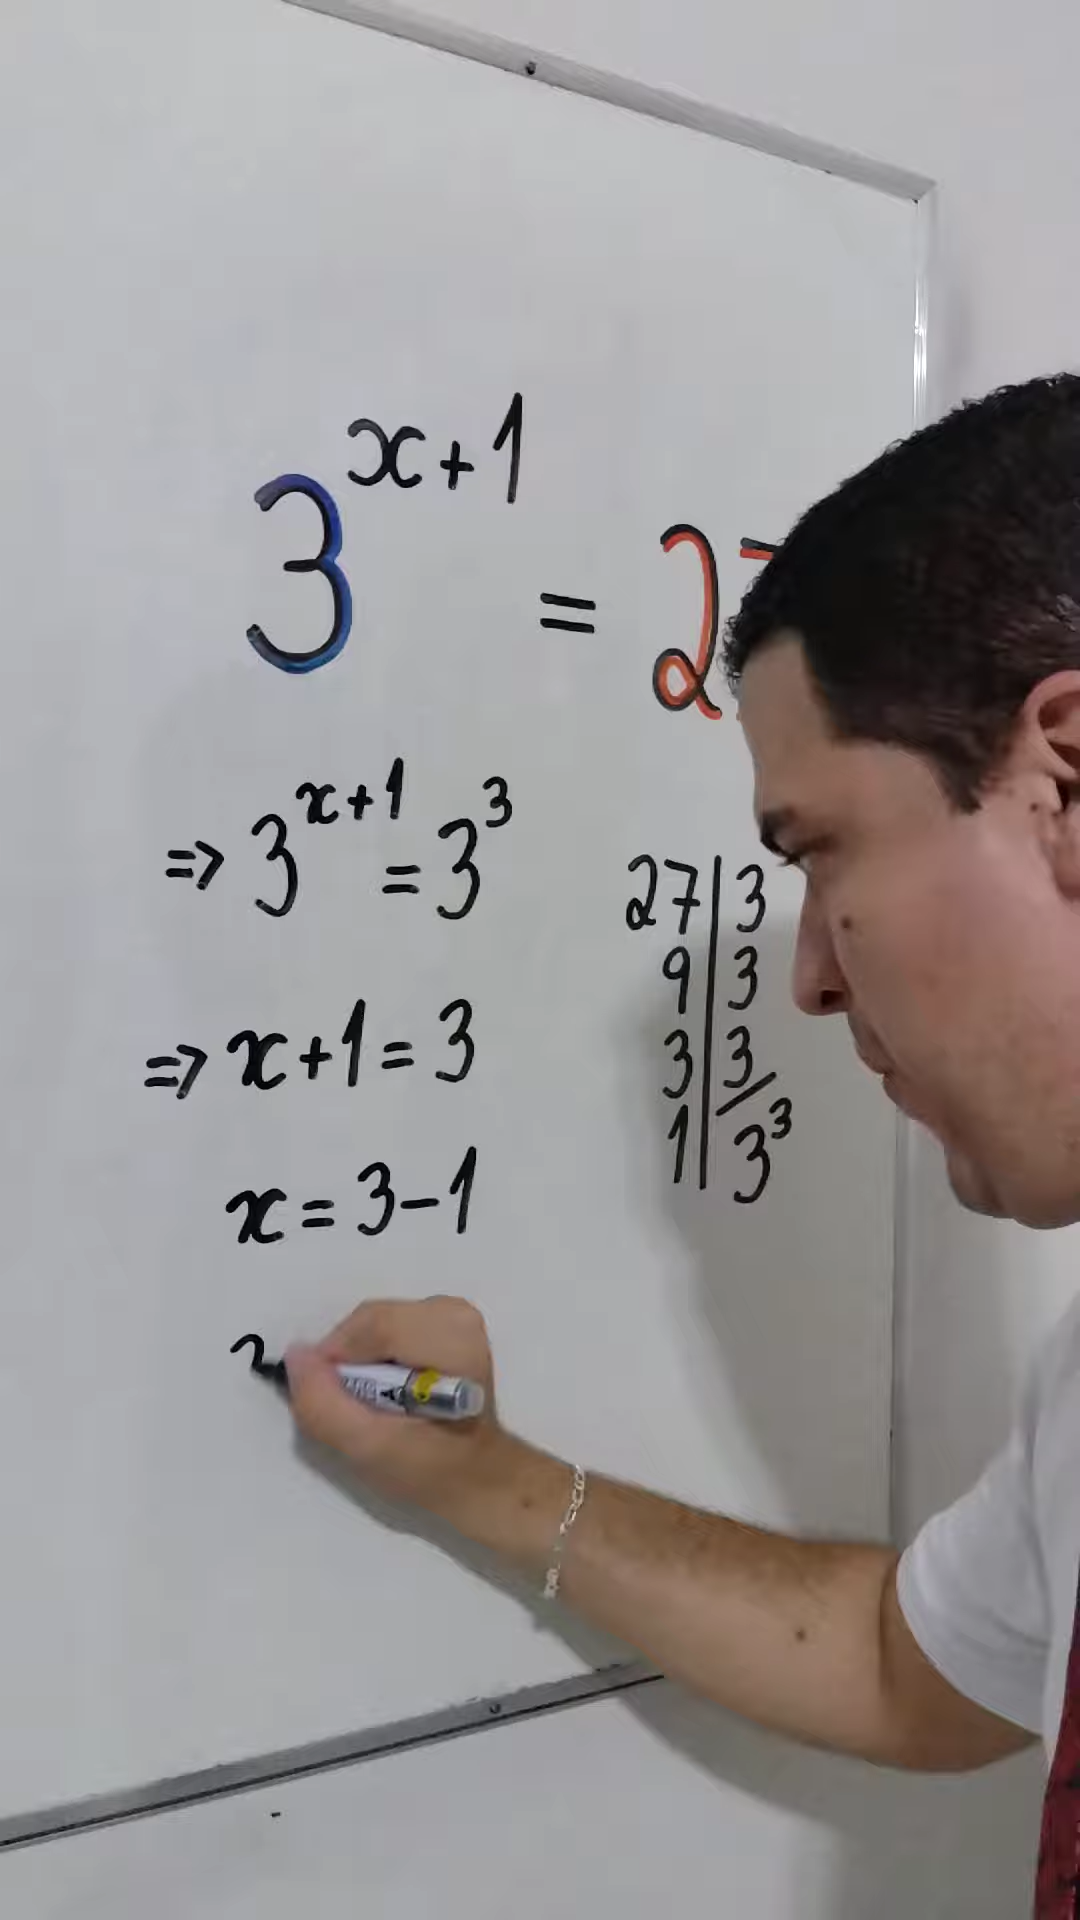 3^{x+1} = 2
=> 3^{x+1} = 3^3
=> x+1 = 3
x = 3-1
27 | 3
9 | 3
3 | 3
1 | 3^3